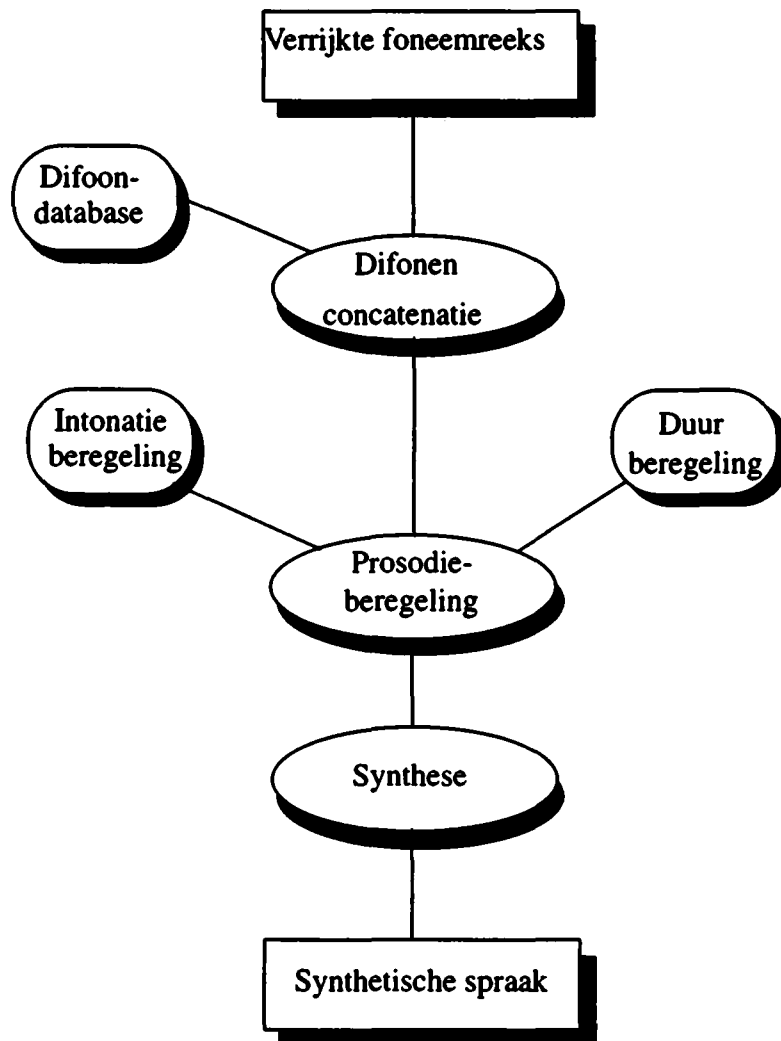 Verrijkte foneemreeks
Difoon-
database
Difonen
concatenatie
Intonatie
beregeling
Duur
beregeling
Prosodie-
beregeling
Synthese
Synthetische spraak